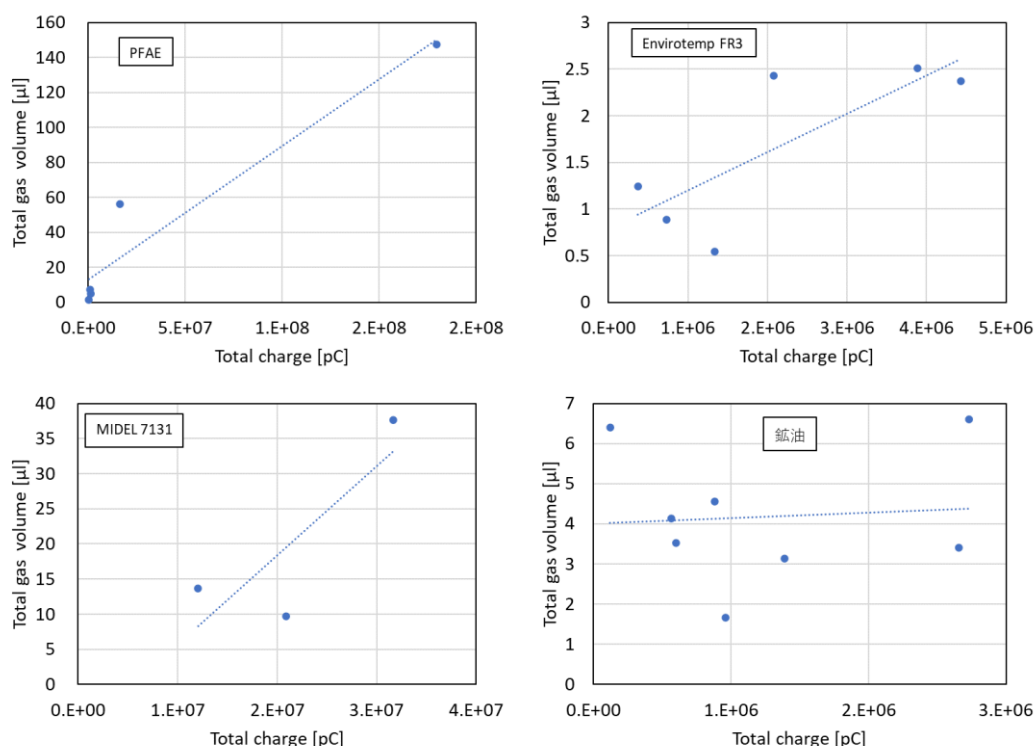 PFAE
Total gas volume [µl]
160
140
120
100
80
60
40
20
0
0.E+00 5.E+07 1.E+08 2.E+08 2.E+08
Total charge [pC]
Envirotemp FR3
Total gas volume [µl]
3
2.5
2
1.5
1
0.5
0
0.E+00 1.E+06 2.E+06 3.E+06 4.E+06 5.E+06
Total charge [pC]
MIDEL 7131
Total gas volume [µl]
40
35
30
25
20
15
10
5
0
0.E+00 1.E+07 2.E+07 3.E+07 4.E+07
Total charge [pC]
鉱油
Total gas volume [µl]
7
6
5
4
3
2
1
0
0.E+00 1.E+06 2.E+06 3.E+06
Total charge [pC]